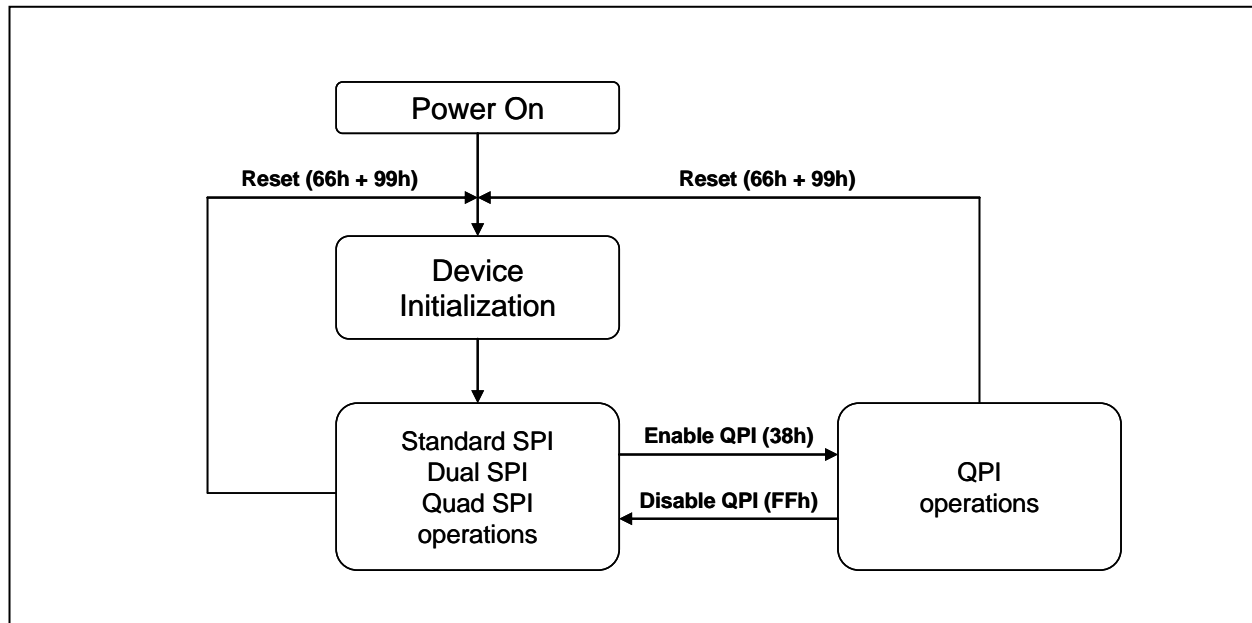 Power On
Reset (66h + 99h)
Reset (66h + 99h)
Device
Initialization
Standard SPI
Dual SPI
Quad SPI
operations
Enable QPI (38h)
Disable QPI (FFh)
QPI
operations